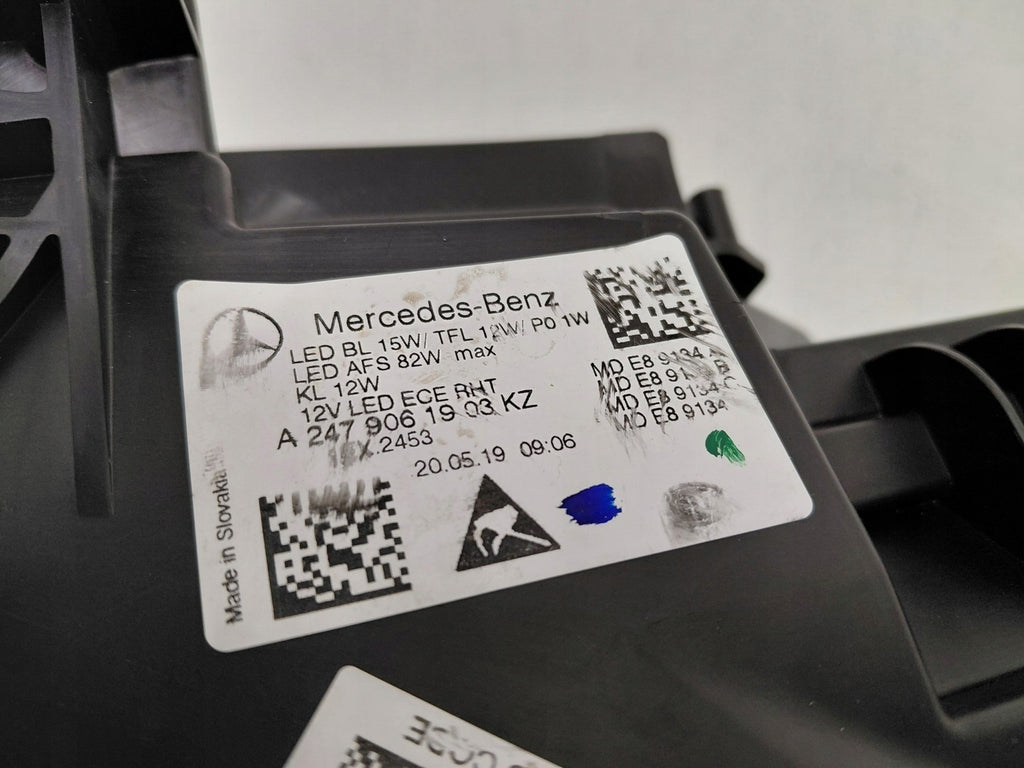 Mercedes-Benz
LED BL 15W/ TFL 12W/ PO 1W
LED AFS 82W max
KL 12W
12V LED ECE RHT
A 247 906 19 03 KZ
.2453
20.05.19 09:06
MD E8 9134
MD E8
MD E8 9134
MD E8 9134
Made in Slovakia
CODE